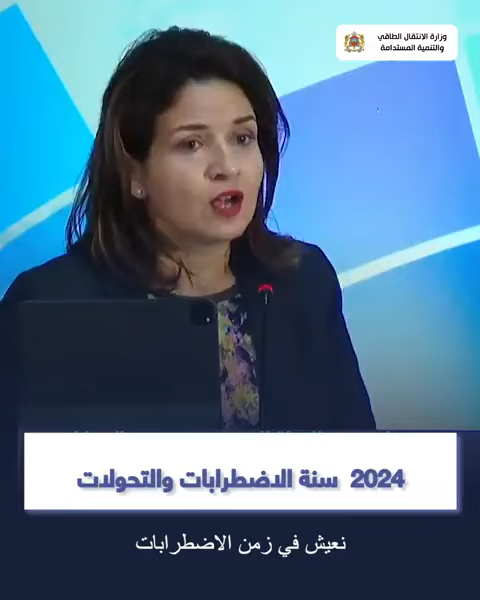 وزارة الانتقال الطاقي
والتنمية المستدامة
2024 سنة الاضطرابات والتحولات
نعيش في زمن الاضطرابات